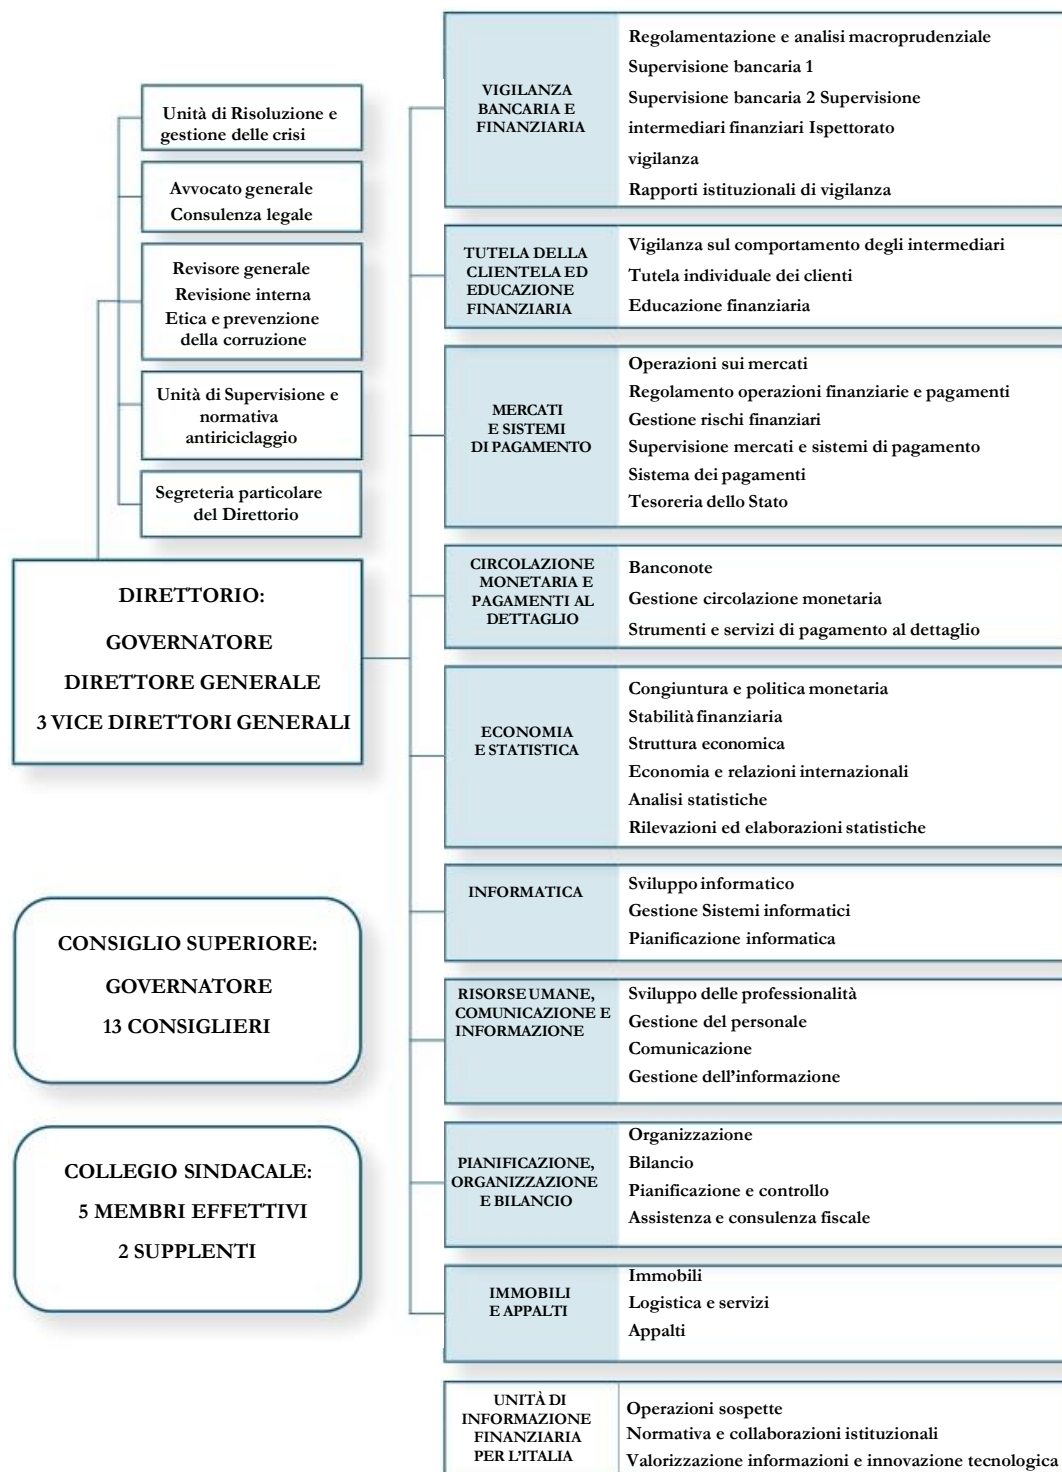 Unità di Risoluzione e
gestione delle crisi
Avvocato generale
Consulenza legale
Revisore generale
Revisione interna
Etica e prevenzione
della corruzione
Unità di Supervisione e
normativa
antiriciclaggio
Segreteria particolare
del Direttorio
DIRETTORIO:
GOVERNATORE
DIRETTORE GENERALE
3 VICE DIRETTORI GENERALI
CONSIGLIO SUPERIORE:
GOVERNATORE
13 CONSIGLIERI
COLLEGIO SINDACALE:
5 MEMBRI EFFETTIVI
2 SUPPLENTI
VIGILANZA
BANCARIA E
FINANZIARIA
Regolamentazione e analisi macroprudenziale
Supervisione bancaria 1
Supervisione bancaria 2 Supervisione
intermediari finanziari Ispettorato
vigilanza
Rapporti istituzionali di vigilanza
TUTELA DELLA
CLIENTELA ED
EDUCAZIONE
FINANZIARIA
Vigilanza sul comportamento degli intermediari
Tutela individuale dei clienti
Educazione finanziaria
MERCATI
E SISTEMI
DI PAGAMENTO
Operazioni sui mercati
Regolamento operazioni finanziarie e pagamenti
Gestione rischi finanziari
Supervisione mercati e sistemi di pagamento
Sistema dei pagamenti
Tesoreria dello Stato
CIRCOLAZIONE
MONETARIA E
PAGAMENTI AL
DETTAGLIO
Banconote
Gestione circolazione monetaria
Strumenti e servizi di pagamento al dettaglio
ECONOMIA
E STATISTICA
Congiuntura e politica monetaria
Stabilità finanziaria
Struttura economica
Economia e relazioni internazionali
Analisi statistiche
Rilevazioni ed elaborazioni statistiche
INFORMATICA
Sviluppo informatico
Gestione Sistemi informatici
Pianificazione informatica
RISORSE UMANE,
COMUNICAZIONE E
INFORMAZIONE
Sviluppo delle professionalità
Gestione del personale
Comunicazione
Gestione dell'informazione
PIANIFICAZIONE,
ORGANIZZAZIONE
E BILANCIO
Organizzazione
Bilancio
Pianificazione e controllo
Assistenza e consulenza fiscale
IMMOBILI
E APPALTI
Immobili
Logistica e servizi
Appalti
UNITÀ DI
INFORMAZIONE
FINANZIARIA
PER L'ITALIA
Operazioni sospette
Normativa e collaborazioni istituzionali
Valorizzazione informazioni e innovazione tecnologica